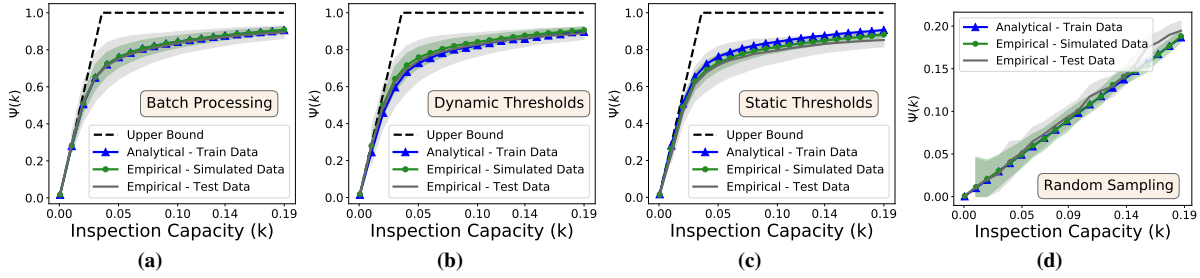 1.0
0.8
0.6
0.4
0.2
0.0
Ψ(k)
Batch Processing
Upper Bound
Analytical - Train Data
Empirical - Simulated Data
Empirical - Test Data
0.00 0.05 0.10 0.14 0.19
Inspection Capacity (k)
(a)
1.0
0.8
0.6
0.4
0.2
0.0
Ψ(k)
Dynamic Thresholds
Upper Bound
Analytical - Train Data
Empirical - Simulated Data
Empirical - Test Data
0.00 0.05 0.10 0.14 0.19
Inspection Capacity (k)
(b)
1.0
0.8
0.6
0.4
0.2
0.0
Ψ(k)
Static Thresholds
Upper Bound
Analytical - Train Data
Empirical - Simulated Data
Empirical - Test Data
0.00 0.05 0.10 0.14 0.19
Inspection Capacity (k)
(c)
0.20
0.15
0.10
0.05
0.00
Ψ(k)
Analytical - Train Data
Empirical - Simulated Data
Empirical - Test Data
Random Sampling
0.00 0.05 0.09 0.14 0.19
Inspection Capacity (k)
(d)